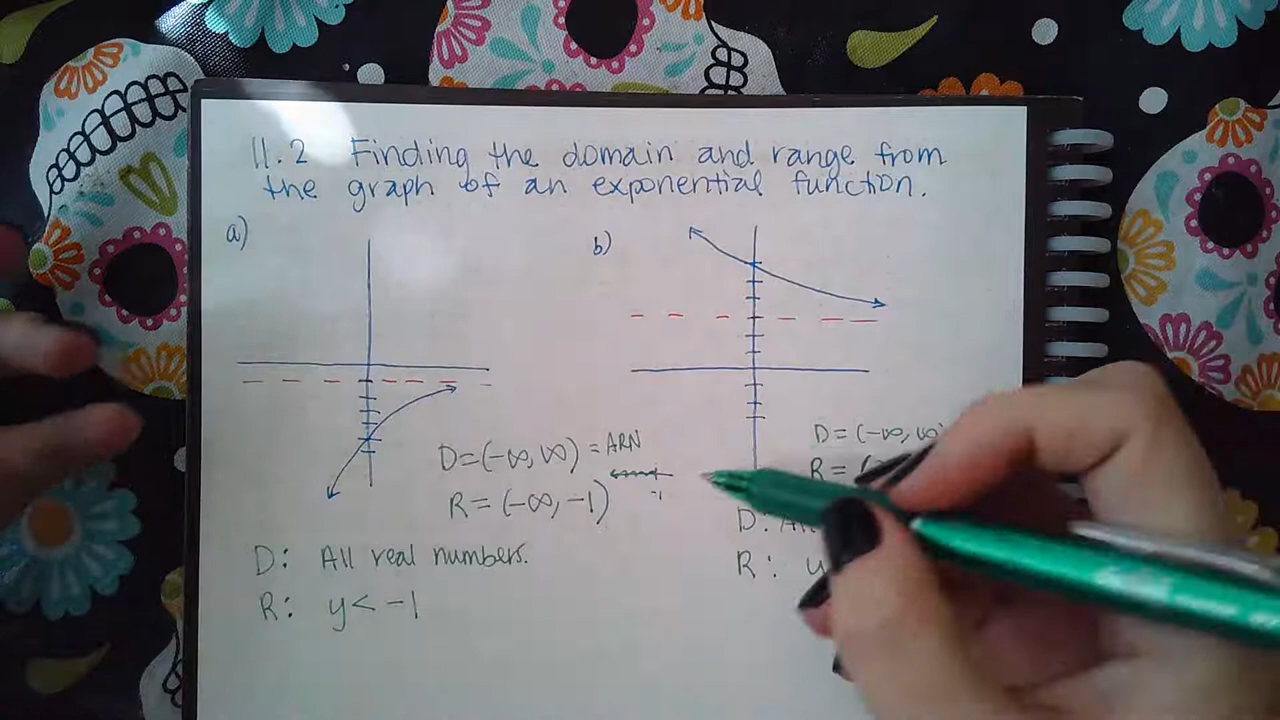 11.2 Finding the domain and range from
the graph of an exponential function.
a)
b)
D=(-∞,∞) = ARN
R = (-∞, -1)
-1
D: All real numbers.
R: y < -1
D=(-∞,∞)
R =
D:
R: y